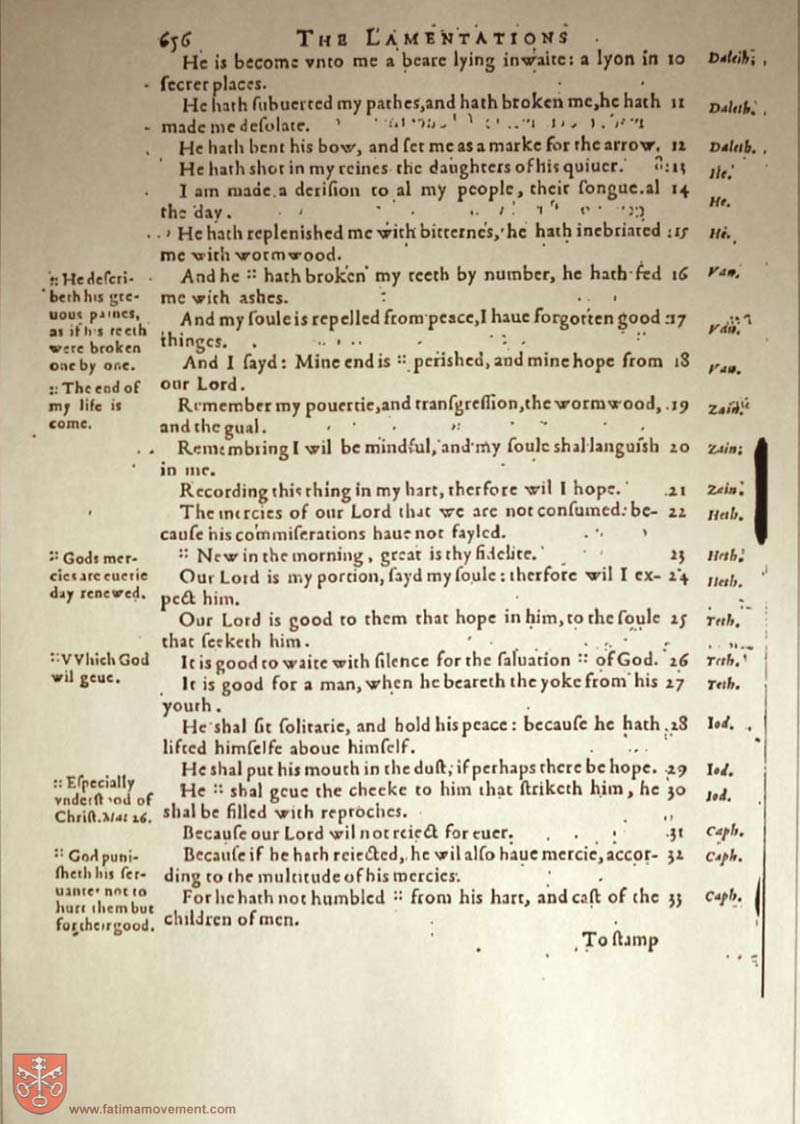 656 THE LAMENTATIONS
He is become vnto me a beare lying in waite: a lyon in 10 Daleth.
secret places.
He hath subuerted my pathes, and hath broken me, he hath 11 Daleth.
made me desolate.
He hath bent his bow, and set me as a marke for the arrow. 12 Daleth.
He hath shot in my reines the daughters of his quiuer. 13 He.
I am made a derision to al my people, their songue al 14 He.
the day.
He hath replenished me with bitternes, he hath inebriated 15 He.
me with wormwood.
:: He descri-
beth his gre-
uous paines,
as if his teeth
were broken
one by one.
And he :: hath broken my teeth by number, he hath fed 16 Vau.
me with ashes.
And my soule is repelled from peace, I haue forgotten good 17 Vau.
thinges.
:: The end of
my life is
come.
And I sayd: Mine end is :: perished, and mine hope from 18 Vau.
our Lord.
Remember my pouertie, and transgression, the wormwood, 19 Zain.
and the gual.
Remembring I wil be mindful, and my soule shal languish 20 Zain.
in me.
Recording this thing in my hart, therfore wil I hope. 21 Zain.
The mercies of our Lord that we are not consumed: be- 22 Heth.
cause his commiserations haue not fayled.
:: Gods mer-
cies are euerie
day renewed.
:: New in the morning, great is thy fidelite. 23 Heth.
Our Lord is my portion, sayd my soule: therfore wil I ex- 24 Heth.
pect him.
Our Lord is good to them that hope in him, to the soule 25 Teth.
that seeketh him.
:: VVhich God
wil geue.
It is good to waite with silence for the saluation :: of God. 26 Teth.
It is good for a man, when he beareth the yoke from his 27 Teth.
youth.
He shal sit solitarie, and hold his peace: because he hath 28 Iod.
lifted himselfe aboue himself.
He shal put his mouth in the dust, if perhaps there be hope. 29 Iod.
:: Especially
vnderstood of
Christ. Mat 26.
He :: shal geue the cheeke to him that striketh him, he 30 Iod.
shal be filled with reproches.
Because our Lord wil not reiect for euer. 31 Caph.
:: God puni-
sheth his ser-
uantes not to
hurt them but
for their good.
Because if he hath reiected, he wil also haue mercie, accor- 32 Caph.
ding to the multitude of his mercies.
For he hath not humbled :: from his hart, and cast of the 33 Caph.
children of men.
To stamp
www.fatimamovement.com